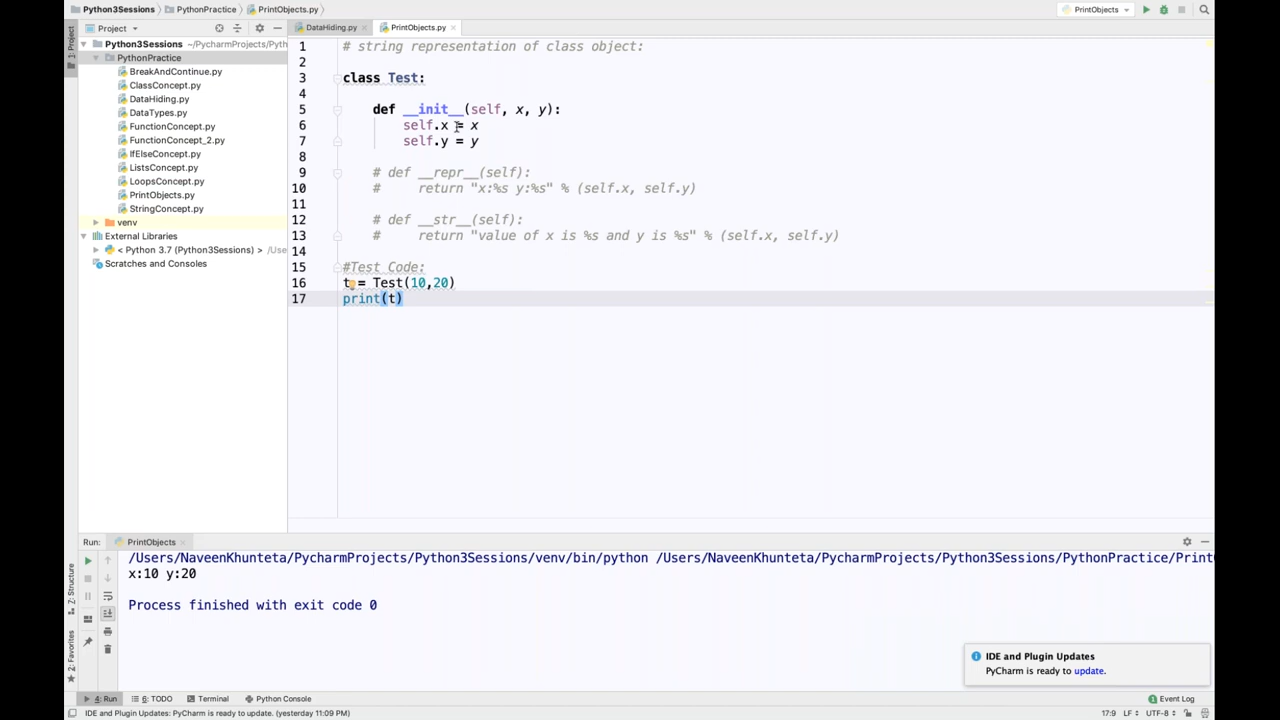 Python3Sessions PythonPractice PrintObjects.py PrintObjects
1: Project
Project DataHiding.py PrintObjects.py
Python3Sessions ~/PycharmProjects/Pyth
PythonPractice
BreakAndContinue.py
ClassConcept.py
DataHiding.py
DataTypes.py
FunctionConcept.py
FunctionConcept_2.py
IfElseConcept.py
ListsConcept.py
LoopsConcept.py
PrintObjects.py
StringConcept.py
venv
External Libraries
< Python 3.7 (Python3Sessions) > /Use
Scratches and Consoles
1 # string representation of class object:
2
3 class Test:
4
5 def __init__(self, x, y):
6 self.x = x
7 self.y = y
8
9 # def __repr__(self):
10 # return "x:%s y:%s" % (self.x, self.y)
11
12 # def __str__(self):
13 # return "value of x is %s and y is %s" % (self.x, self.y)
14
15 #Test Code:
16 t = Test(10,20)
17 print(t)
Run: PrintObjects
/Users/NaveenKhunteta/PycharmProjects/Python3Sessions/venv/bin/python /Users/NaveenKhunteta/PycharmProjects/Python3Sessions/PythonPractice/Print
x:10 y:20
Process finished with exit code 0
7: Structure
2: Favorites
IDE and Plugin Updates
PyCharm is ready to update.
4: Run 6: TODO Terminal Python Console Event Log
IDE and Plugin Updates: PyCharm is ready to update. (yesterday 11:09 PM) 17:9 LF UTF-8